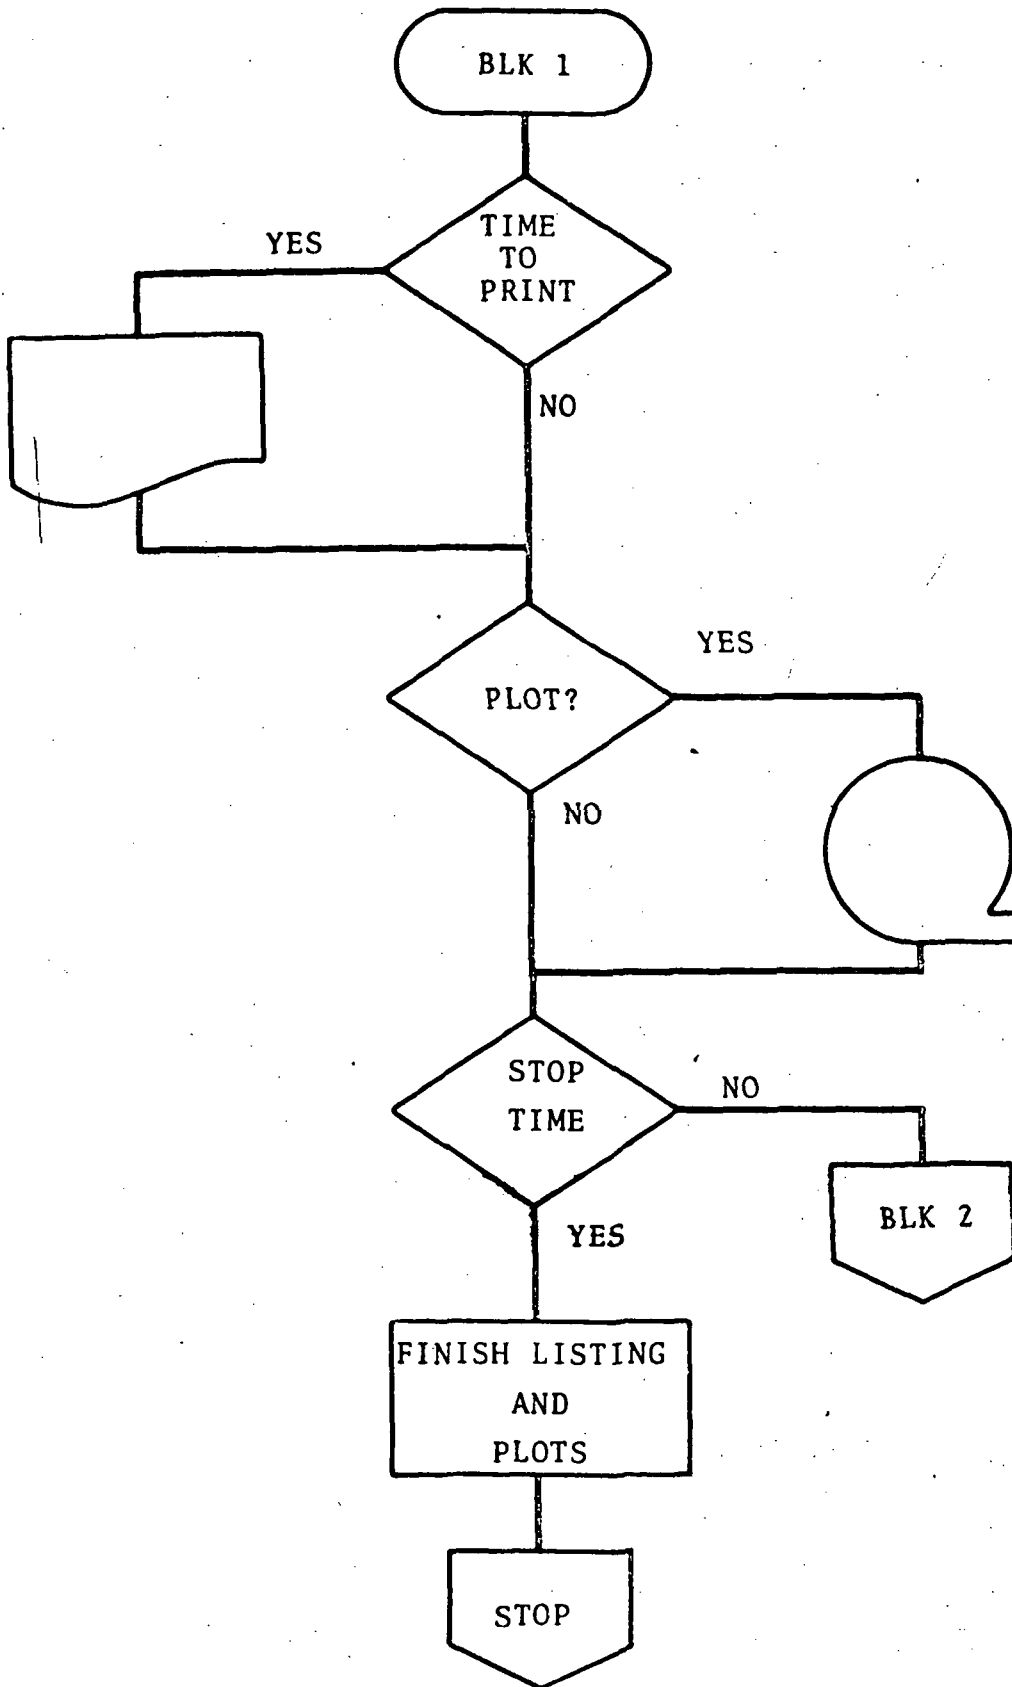 BLK 1
TIME
TO
PRINT
YES
NO
PLOT?
YES
NO
STOP
TIME
NO
BLK 2
YES
FINISH LISTING
AND
PLOTS
STOP